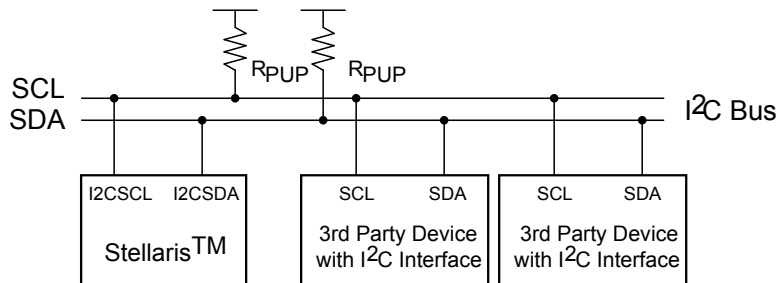 RPUP RPUP
SCL
SDA
I2C Bus
I2CSCL I2CSDA SCL SDA SCL SDA
Stellaris™
3rd Party Device
with I2C Interface
3rd Party Device
with I2C Interface